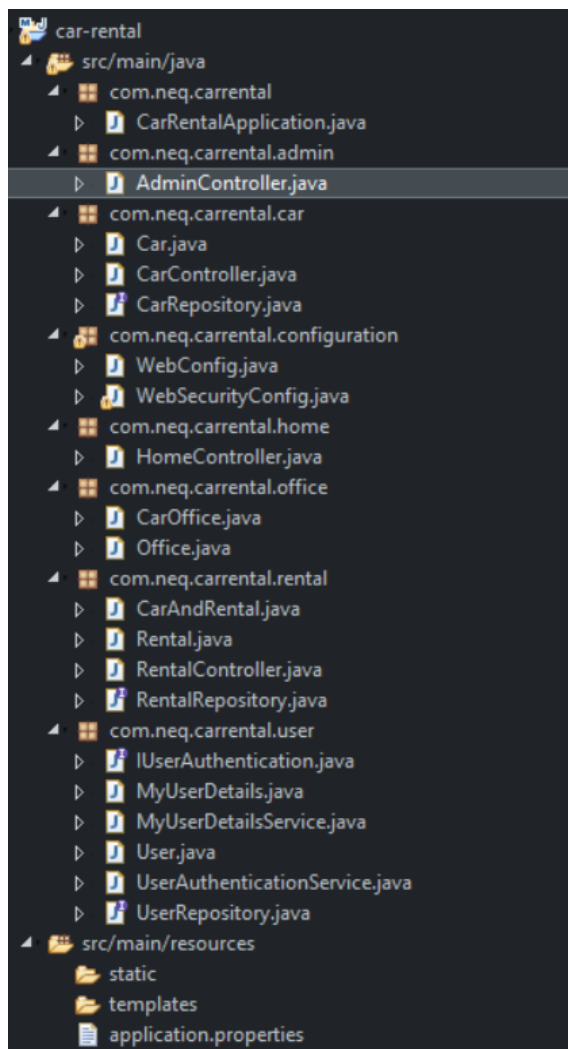 car-rental
src/main/java
com.neq.carrental
CarRentalApplication.java
com.neq.carrental.admin
AdminController.java
com.neq.carrental.car
Car.java
CarController.java
CarRepository.java
com.neq.carrental.configuration
WebConfig.java
WebSecurityConfig.java
com.neq.carrental.home
HomeController.java
com.neq.carrental.office
CarOffice.java
Office.java
com.neq.carrental.rental
CarAndRental.java
Rental.java
RentalController.java
RentalRepository.java
com.neq.carrental.user
IUserAuthentication.java
MyUserDetails.java
MyUserDetailsService.java
User.java
UserAuthenticationService.java
UserRepository.java
src/main/resources
static
templates
application.properties